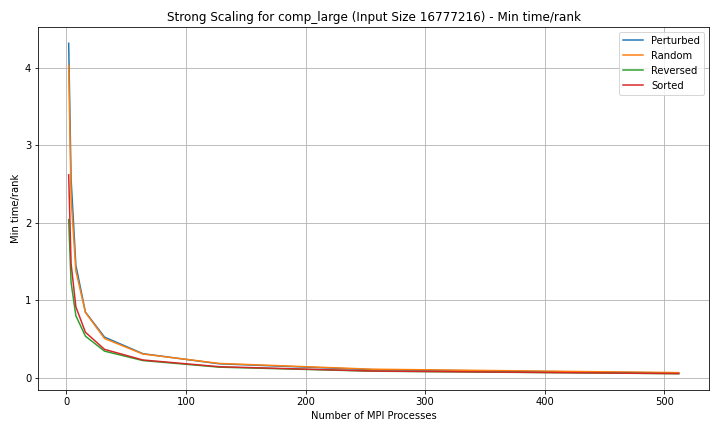 Strong Scaling for comp_large (Input Size 16777216) - Min time/rank
Perturbed
Random
Reversed
Sorted
Min time/rank
4
3
2
1
0
0 100 200 300 400 500
Number of MPI Processes